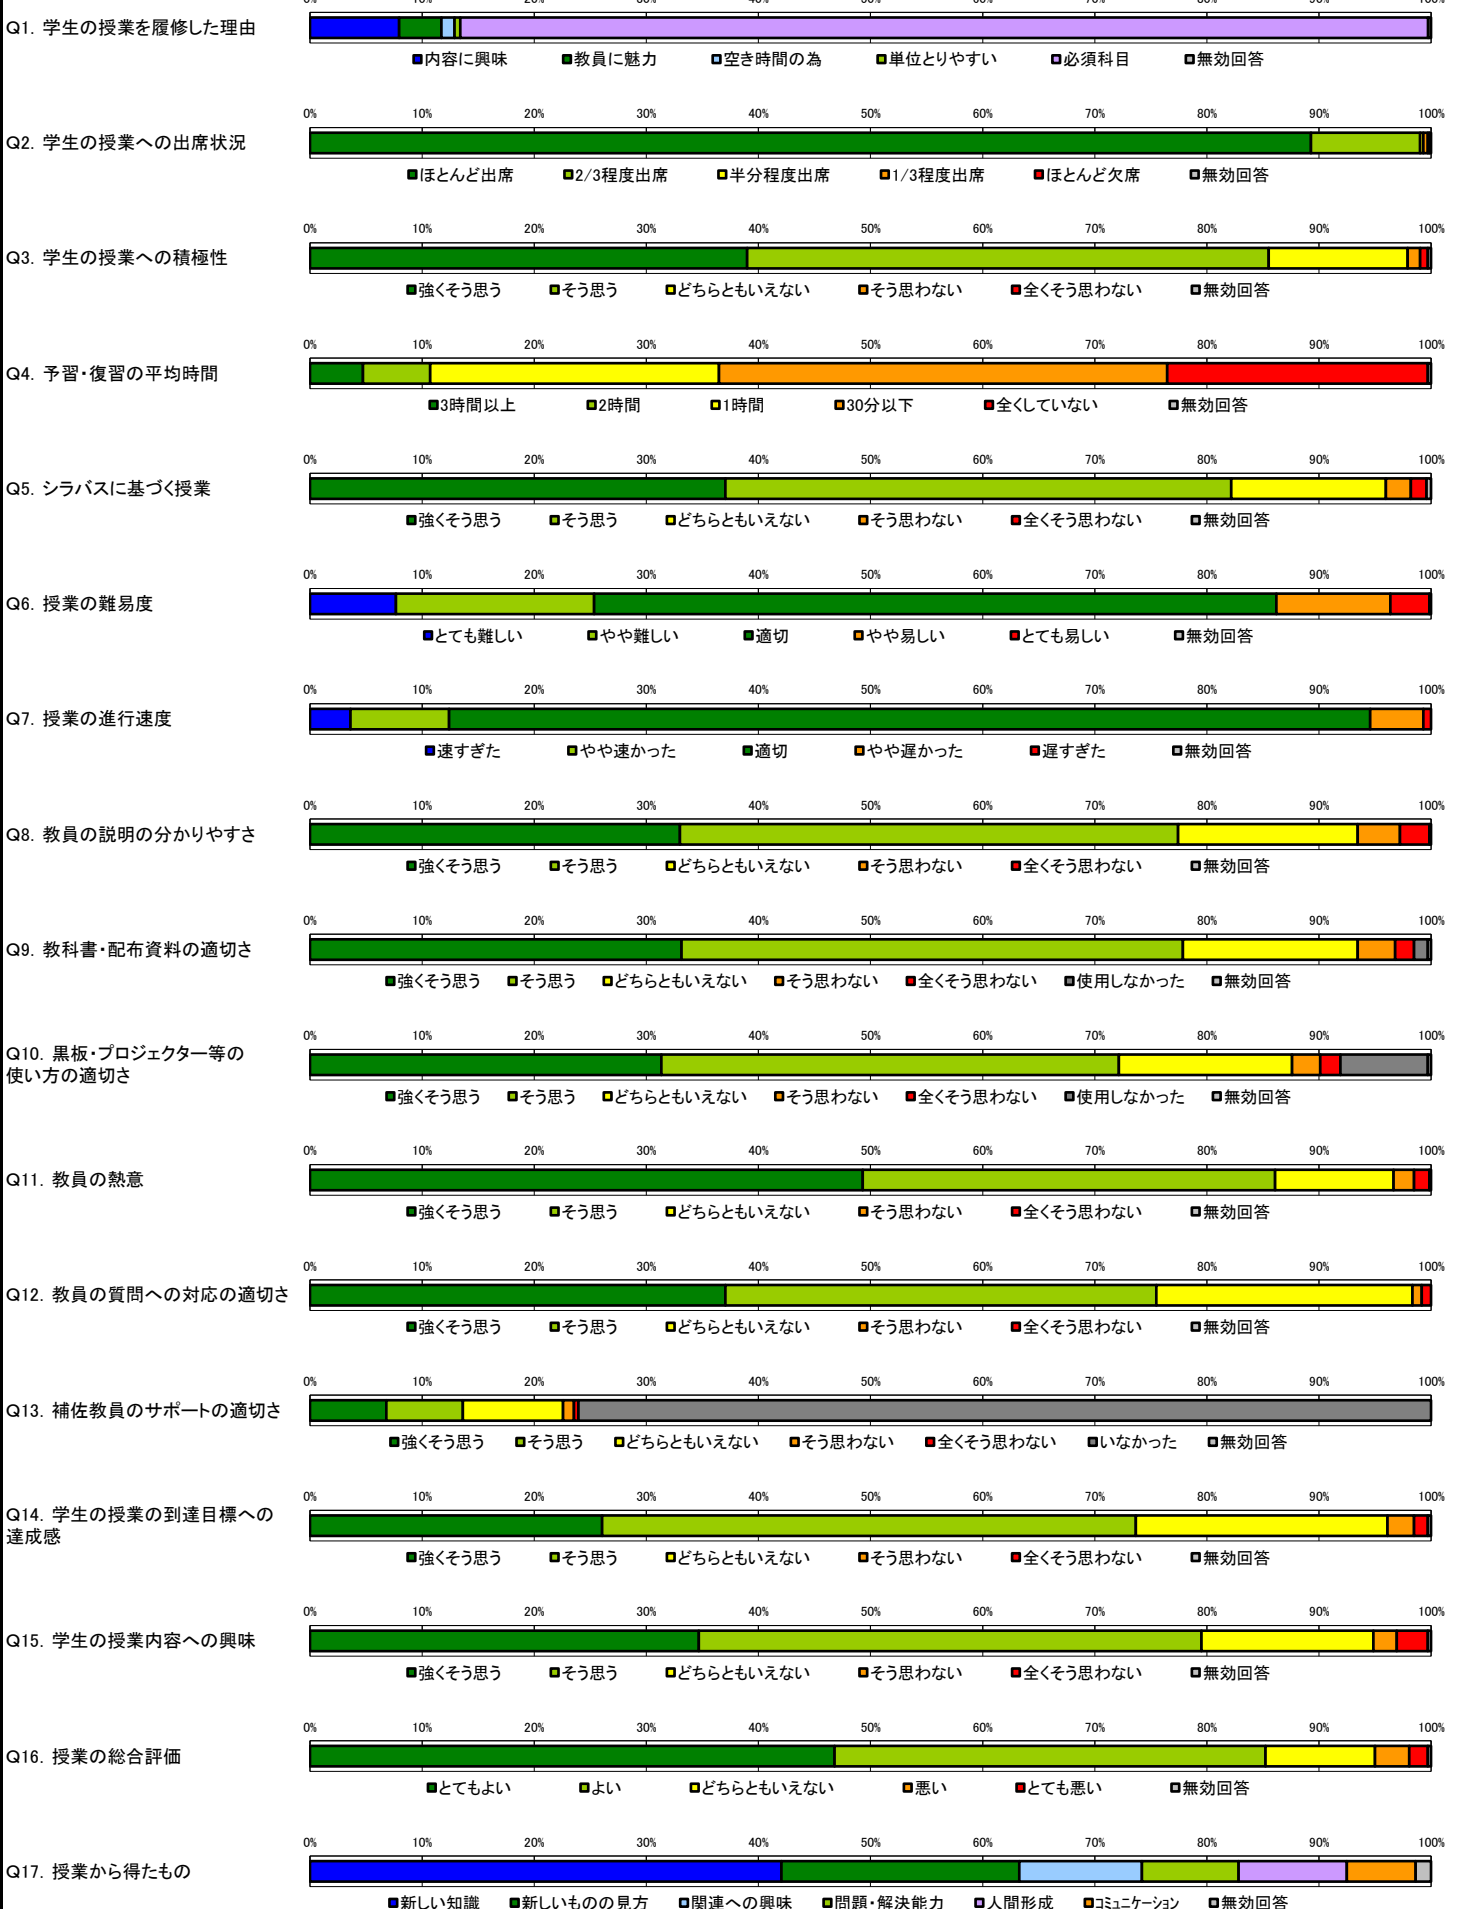 Q1. 学生の授業を履修した理由
内容に興味 教員に魅力 空き時間の為 単位とりやすい 必須科目 無効回答
0% 10% 20% 30% 40% 50% 60% 70% 80% 90% 100%
Q2. 学生の授業への出席状況
ほとんど出席 2/3程度出席 半分程度出席 1/3程度出席 ほとんど欠席 無効回答
0% 10% 20% 30% 40% 50% 60% 70% 80% 90% 100%
Q3. 学生の授業への積極性
強くそう思う そう思う どちらともいえない そう思わない 全くそう思わない 無効回答
0% 10% 20% 30% 40% 50% 60% 70% 80% 90% 100%
Q4. 予習・復習の平均時間
3時間以上 2時間 1時間 30分以下 全くしていない 無効回答
0% 10% 20% 30% 40% 50% 60% 70% 80% 90% 100%
Q5. シラバスに基づく授業
強くそう思う そう思う どちらともいえない そう思わない 全くそう思わない 無効回答
0% 10% 20% 30% 40% 50% 60% 70% 80% 90% 100%
Q6. 授業の難易度
とても難しい やや難しい 適切 やや易しい とても易しい 無効回答
0% 10% 20% 30% 40% 50% 60% 70% 80% 90% 100%
Q7. 授業の進行速度
速すぎた やや速かった 適切 やや遅かった 遅すぎた 無効回答
0% 10% 20% 30% 40% 50% 60% 70% 80% 90% 100%
Q8. 教員の説明の分かりやすさ
強くそう思う そう思う どちらともいえない そう思わない 全くそう思わない 無効回答
0% 10% 20% 30% 40% 50% 60% 70% 80% 90% 100%
Q9. 教科書・配布資料の適切さ
強くそう思う そう思う どちらともいえない そう思わない 全くそう思わない 使用しなかった 無効回答
0% 10% 20% 30% 40% 50% 60% 70% 80% 90% 100%
Q10. 黒板・プロジェクター等の
使い方の適切さ
強くそう思う そう思う どちらともいえない そう思わない 全くそう思わない 使用しなかった 無効回答
0% 10% 20% 30% 40% 50% 60% 70% 80% 90% 100%
Q11. 教員の熱意
強くそう思う そう思う どちらともいえない そう思わない 全くそう思わない 無効回答
0% 10% 20% 30% 40% 50% 60% 70% 80% 90% 100%
Q12. 教員の質問への対応の適切さ
強くそう思う そう思う どちらともいえない そう思わない 全くそう思わない 無効回答
0% 10% 20% 30% 40% 50% 60% 70% 80% 90% 100%
Q13. 補佐教員のサポートの適切さ
強くそう思う そう思う どちらともいえない そう思わない 全くそう思わない いなかった 無効回答
0% 10% 20% 30% 40% 50% 60% 70% 80% 90% 100%
Q14. 学生の授業の到達目標への
達成感
強くそう思う そう思う どちらともいえない そう思わない 全くそう思わない 無効回答
0% 10% 20% 30% 40% 50% 60% 70% 80% 90% 100%
Q15. 学生の授業内容への興味
強くそう思う そう思う どちらともいえない そう思わない 全くそう思わない 無効回答
0% 10% 20% 30% 40% 50% 60% 70% 80% 90% 100%
Q16. 授業の総合評価
とてもよい よい どちらともいえない 悪い とても悪い 無効回答
0% 10% 20% 30% 40% 50% 60% 70% 80% 90% 100%
Q17. 授業から得たもの
新しい知識 新しいものの見方 関連への興味 問題・解決能力 人間形成 コミュニケーション 無効回答